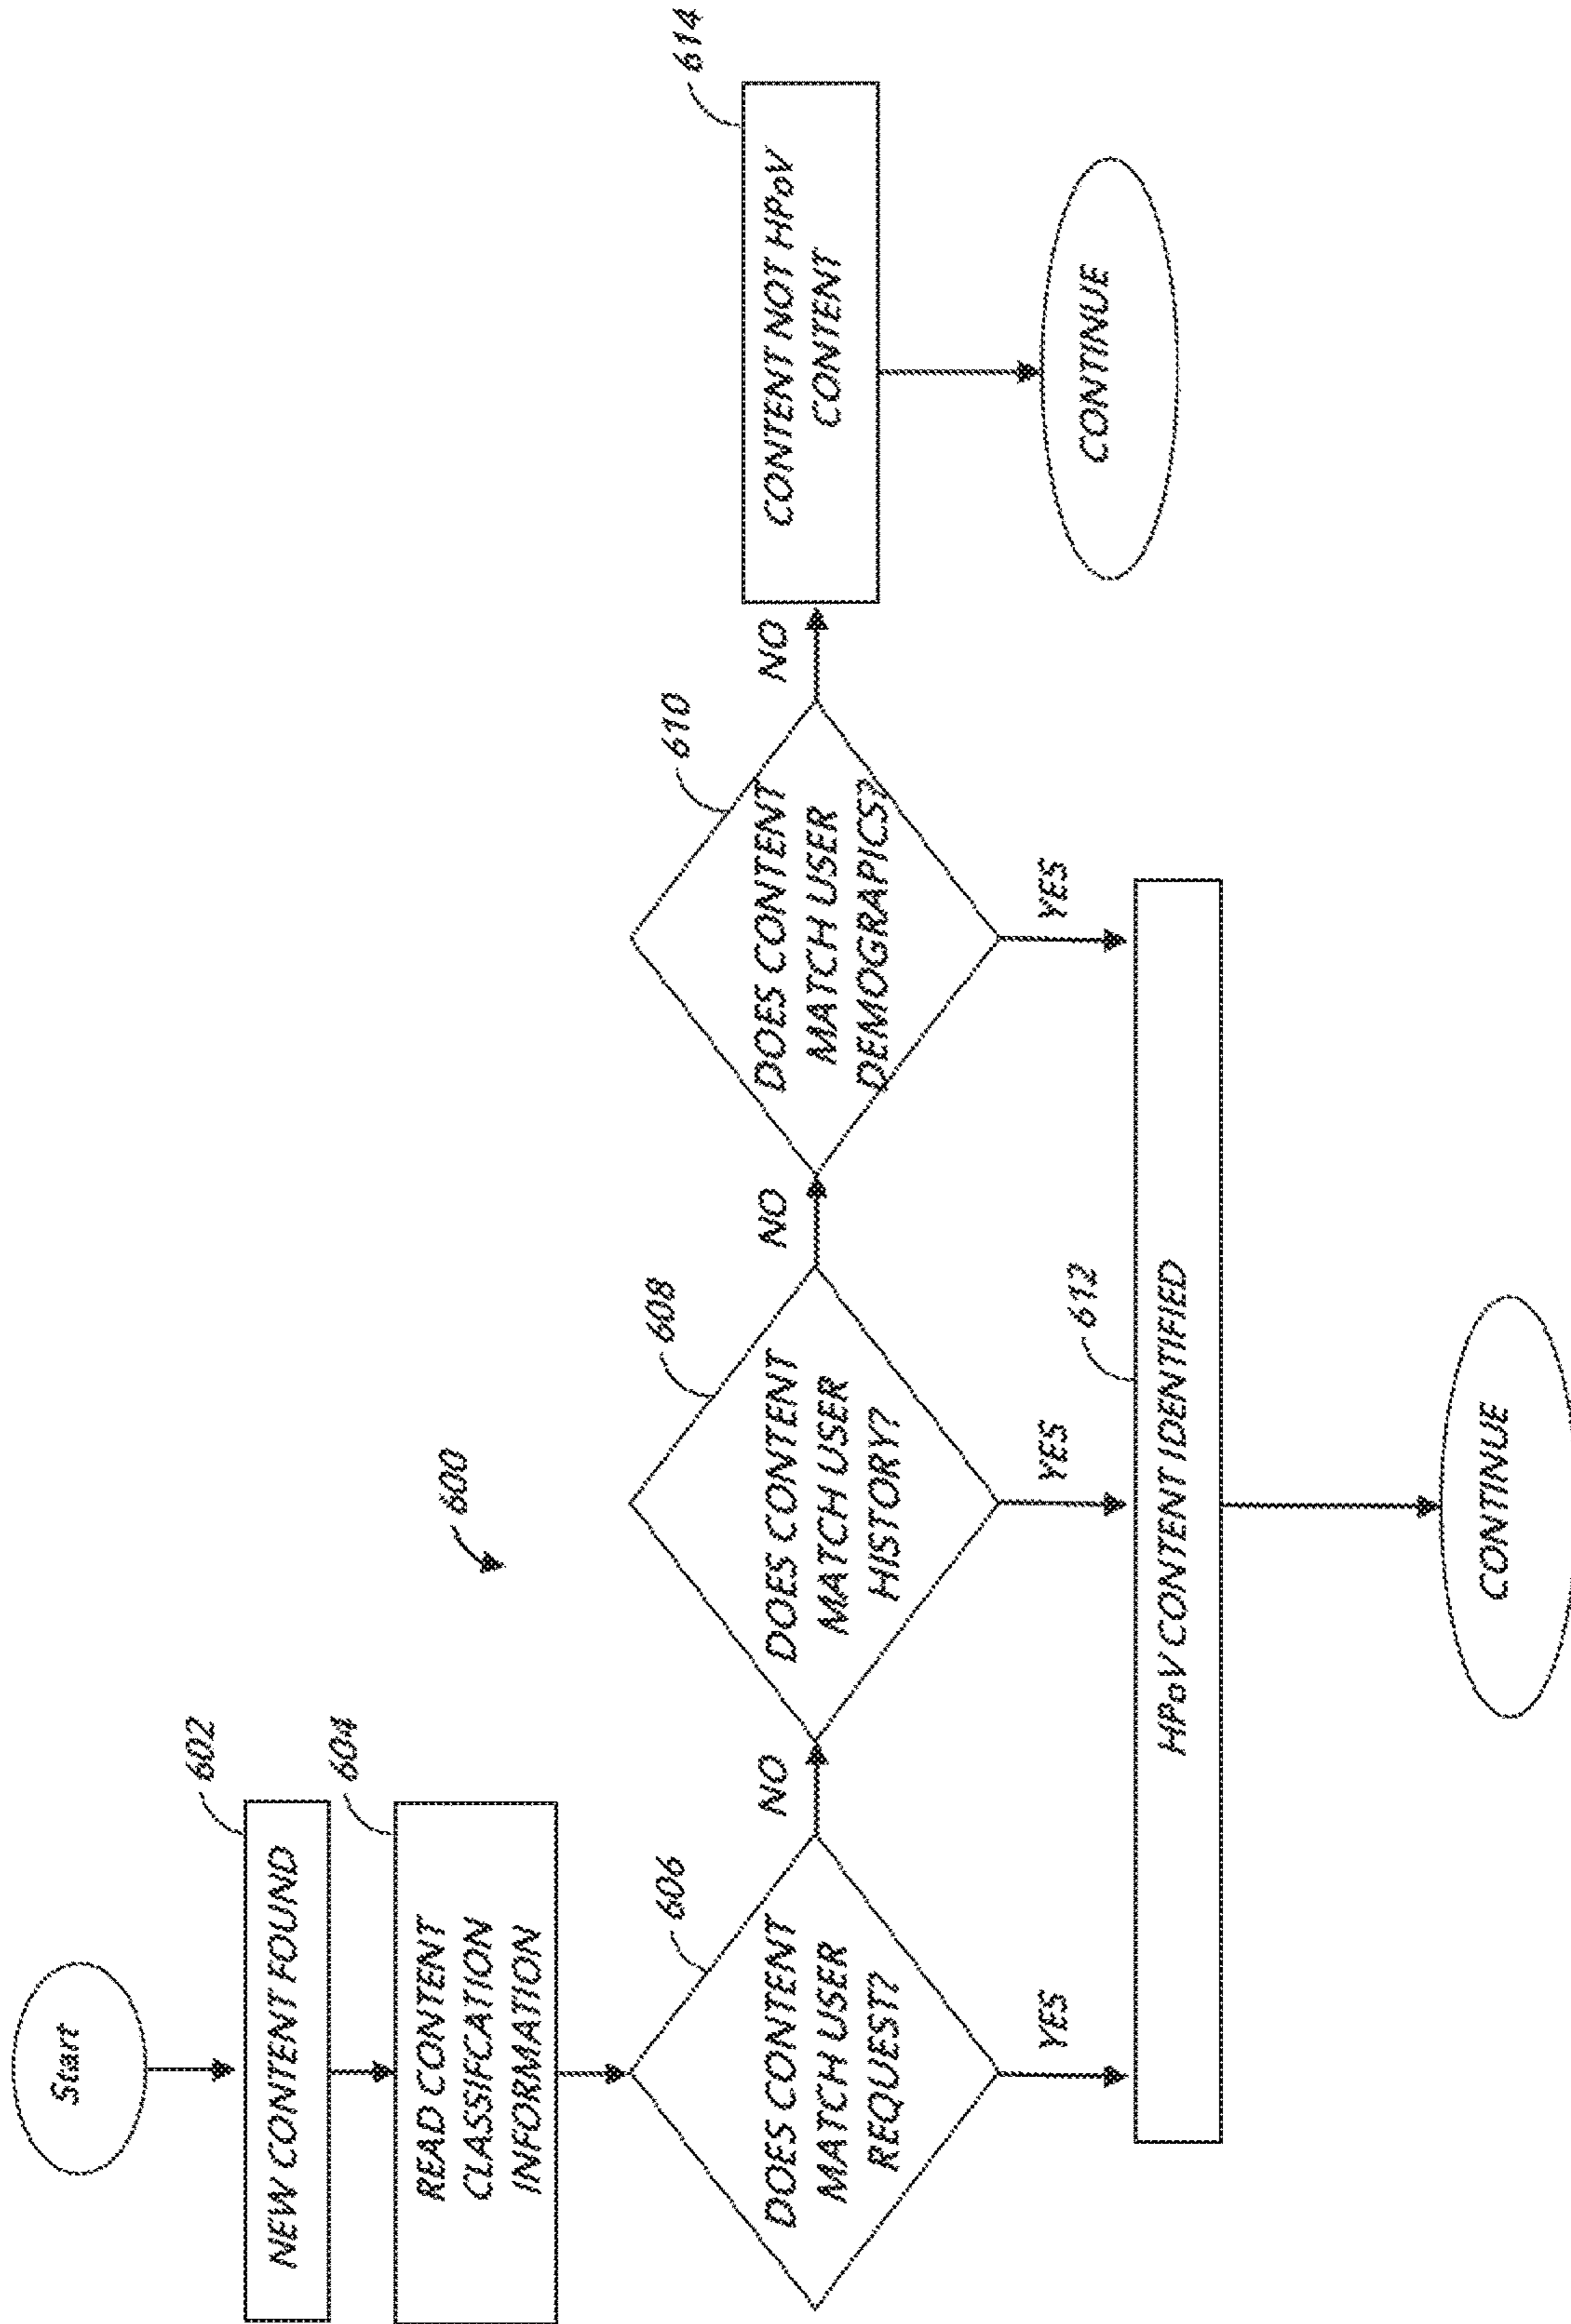 Start
602
NEW CONTENT FOUND
604
READ CONTENT
CLASSIFCATION
INFORMATION
600
606
DOES CONTENT
MATCH USER
REQUEST?
NO
608
DOES CONTENT
MATCH USER
HISTORY?
NO
610
DOES CONTENT
MATCH USER
DEMOGRAPICS?
NO
614
CONTENT NOT HPoV
CONTENT
CONTINUE
YES
YES
YES
612
HPoV CONTENT IDENTIFIED
CONTINUE